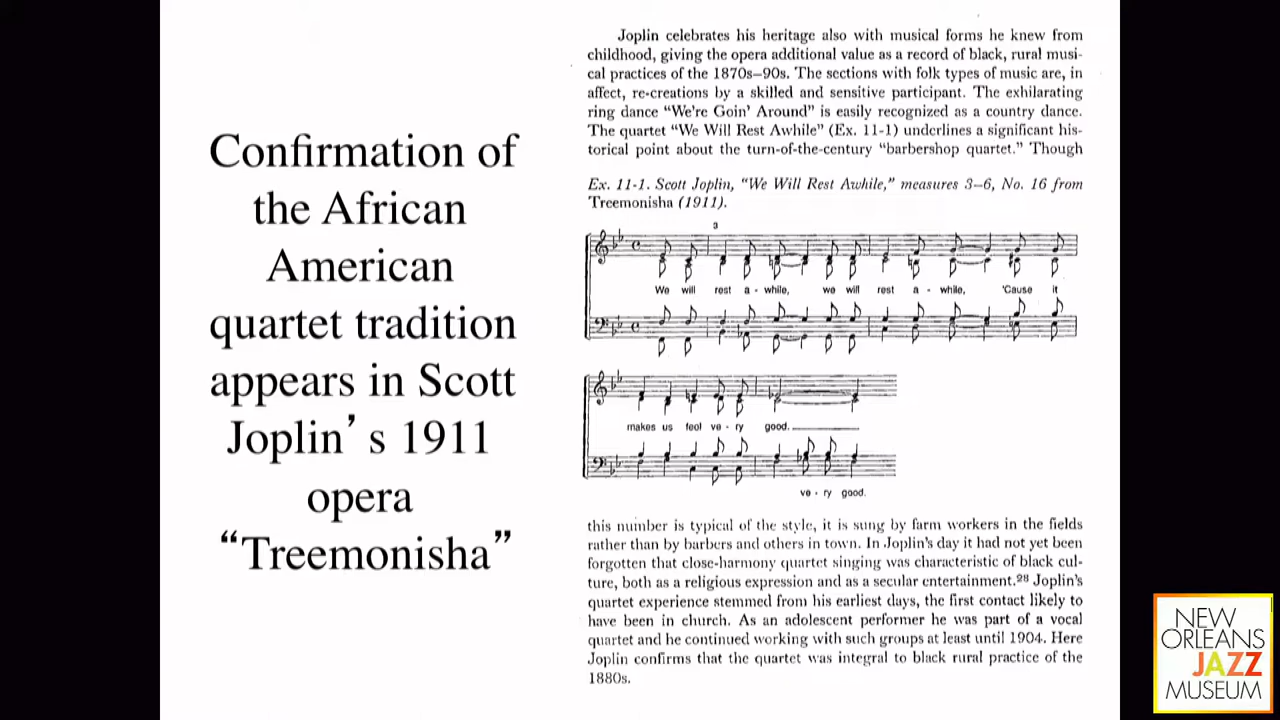 Confirmation of
the African
American
quartet tradition
appears in Scott
Joplin’s 1911
opera
“Treemonisha”
Joplin celebrates his heritage also with musical forms he knew from
childhood, giving the opera additional value as a record of black, rural musi-
cal practices of the 1870s–90s. The sections with folk types of music are, in
affect, re-creations by a skilled and sensitive participant. The exhilarating
ring dance “We're Goin' Around” is easily recognized as a country dance.
The quartet “We Will Rest Awhile” (Ex. 11-1) underlines a significant his-
torical point about the turn-of-the-century “barbershop quartet.” Though
Ex. 11-1. Scott Joplin, “We Will Rest Awhile,” measures 3–6, No. 16 from
Treemonisha (1911).
3
We will rest a - while, we will rest a - while, 'Cause it
makes us feel ve - ry good.
ve - ry good.
this number is typical of the style, it is sung by farm workers in the fields
rather than by barbers and others in town. In Joplin's day it had not yet been
forgotten that close-harmony quartet singing was characteristic of black cul-
ture, both as a religious expression and as a secular entertainment.28 Joplin's
quartet experience stemmed from his earliest days, the first contact likely to
have been in church. As an adolescent performer he was part of a vocal
quartet and he continued working with such groups at least until 1904. Here
Joplin confirms that the quartet was integral to black rural practice of the
1880s.
NEW
ORLEANS
JAZZ
MUSEUM